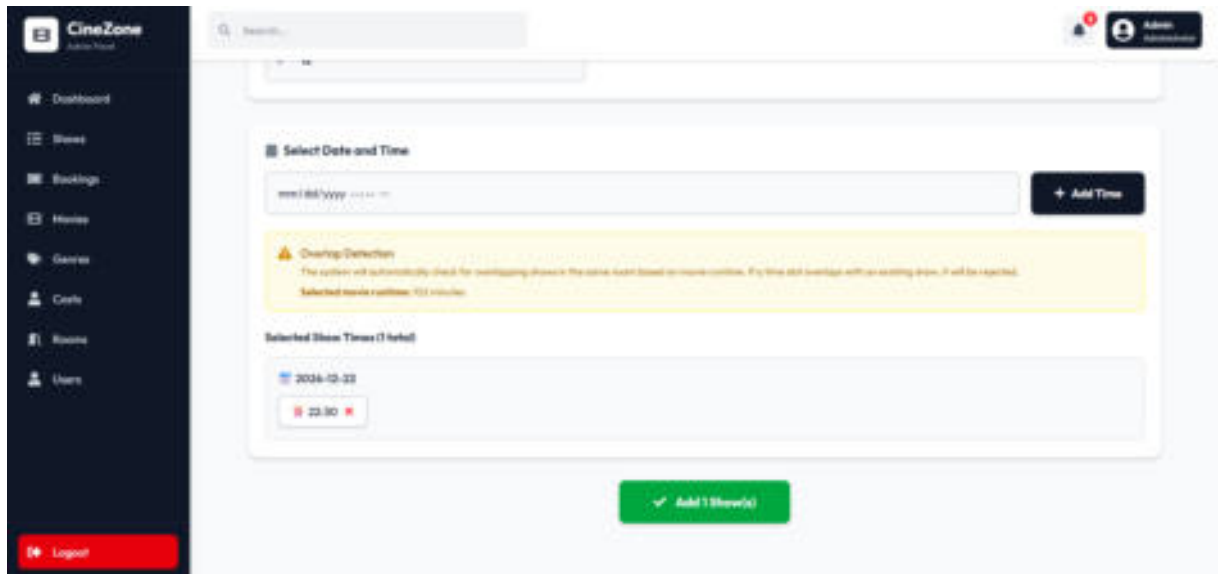 CineZone
Admin Panel
Search...
Admin
Administrator
Dashboard
Shows
Bookings
Movies
Genres
Casts
Rooms
Users
Logout
Select Date and Time
mm/dd/yyyy --:-- --
+ Add Time
Overlap Detection
The system will automatically check for overlapping shows in the same room based on movie runtime. If a time slot overlaps with an existing show, it will be rejected.
Selected movie runtime: minutes
Selected Show Times (1 total)
22:30
Add 1 Show(s)